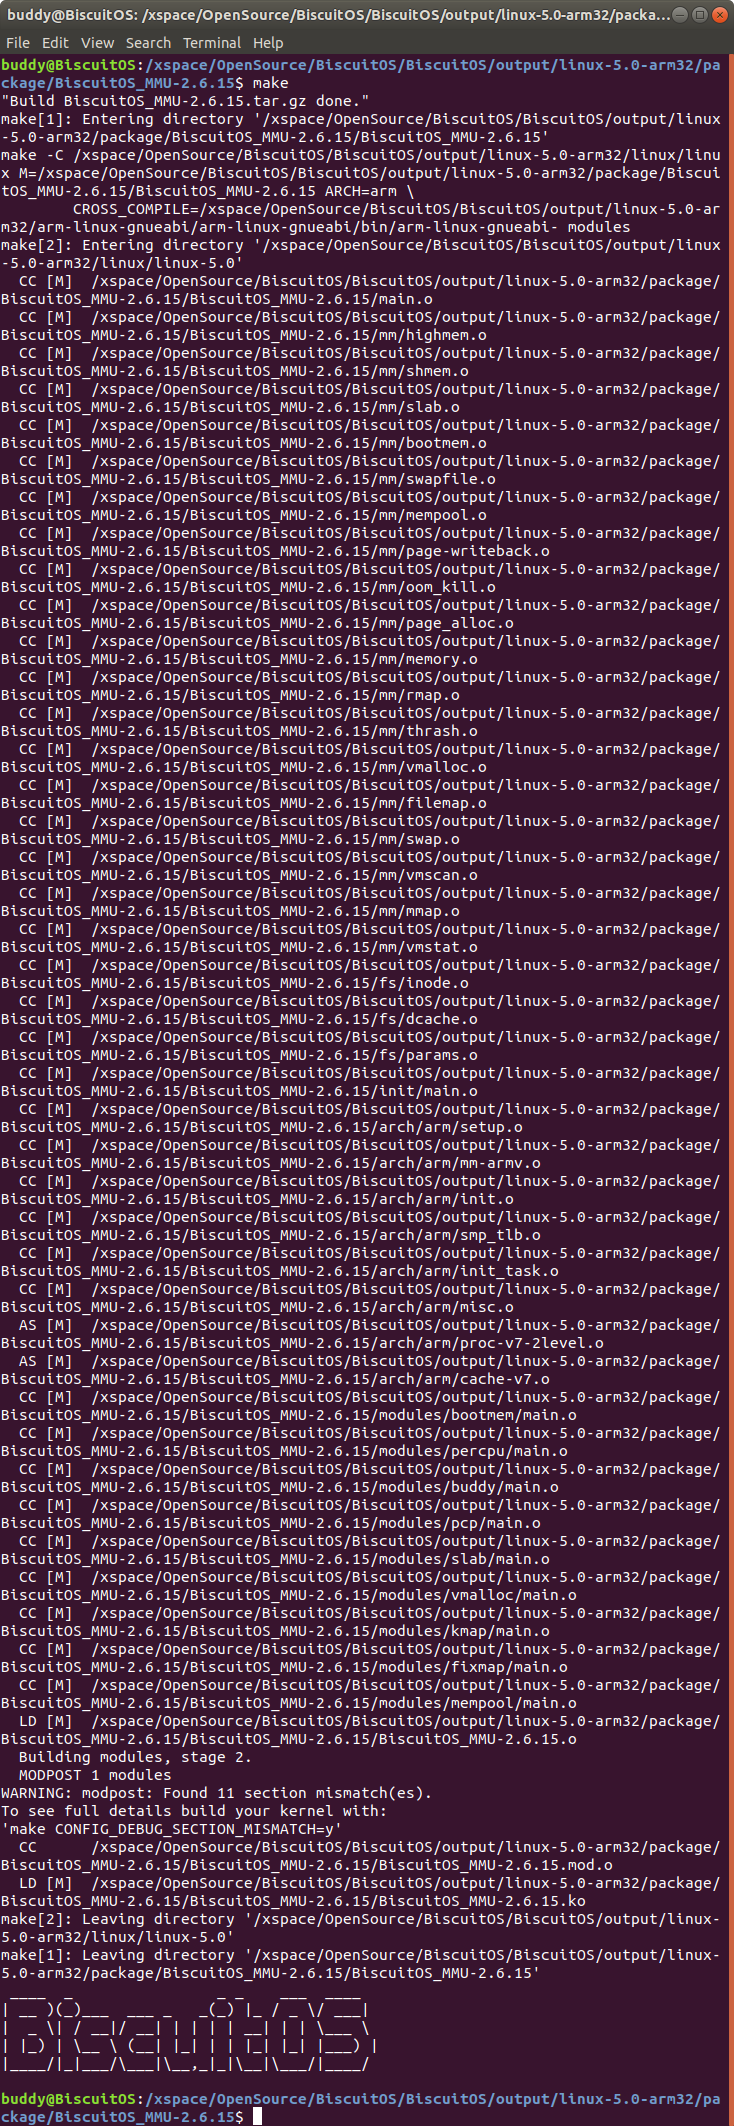 buddy@BiscuitOS: /xspace/OpenSource/BiscuitOS/BiscuitOS/output/linux-5.0-arm32/packa...
File Edit View Search Terminal Help
buddy@BiscuitOS:/xspace/OpenSource/BiscuitOS/BiscuitOS/output/linux-5.0-arm32/pa
ckage/BiscuitOS_MMU-2.6.15$ make
"Build BiscuitOS_MMU-2.6.15.tar.gz done."
make[1]: Entering directory '/xspace/OpenSource/BiscuitOS/BiscuitOS/output/linux
-5.0-arm32/package/BiscuitOS_MMU-2.6.15/BiscuitOS_MMU-2.6.15'
make -C /xspace/OpenSource/BiscuitOS/BiscuitOS/output/linux-5.0-arm32/linux/linu
x M=/xspace/OpenSource/BiscuitOS/BiscuitOS/output/linux-5.0-arm32/package/Biscui
tOS_MMU-2.6.15/BiscuitOS_MMU-2.6.15 ARCH=arm \
        CROSS_COMPILE=/xspace/OpenSource/BiscuitOS/BiscuitOS/output/linux-5.0-ar
m32/arm-linux-gnueabi/arm-linux-gnueabi/bin/arm-linux-gnueabi- modules
make[2]: Entering directory '/xspace/OpenSource/BiscuitOS/BiscuitOS/output/linux
-5.0-arm32/linux/linux-5.0'
  CC [M]  /xspace/OpenSource/BiscuitOS/BiscuitOS/output/linux-5.0-arm32/package/
BiscuitOS_MMU-2.6.15/BiscuitOS_MMU-2.6.15/main.o
  CC [M]  /xspace/OpenSource/BiscuitOS/BiscuitOS/output/linux-5.0-arm32/package/
BiscuitOS_MMU-2.6.15/BiscuitOS_MMU-2.6.15/mm/highmem.o
  CC [M]  /xspace/OpenSource/BiscuitOS/BiscuitOS/output/linux-5.0-arm32/package/
BiscuitOS_MMU-2.6.15/BiscuitOS_MMU-2.6.15/mm/shmem.o
  CC [M]  /xspace/OpenSource/BiscuitOS/BiscuitOS/output/linux-5.0-arm32/package/
BiscuitOS_MMU-2.6.15/BiscuitOS_MMU-2.6.15/mm/slab.o
  CC [M]  /xspace/OpenSource/BiscuitOS/BiscuitOS/output/linux-5.0-arm32/package/
BiscuitOS_MMU-2.6.15/BiscuitOS_MMU-2.6.15/mm/bootmem.o
  CC [M]  /xspace/OpenSource/BiscuitOS/BiscuitOS/output/linux-5.0-arm32/package/
BiscuitOS_MMU-2.6.15/BiscuitOS_MMU-2.6.15/mm/swapfile.o
  CC [M]  /xspace/OpenSource/BiscuitOS/BiscuitOS/output/linux-5.0-arm32/package/
BiscuitOS_MMU-2.6.15/BiscuitOS_MMU-2.6.15/mm/mempool.o
  CC [M]  /xspace/OpenSource/BiscuitOS/BiscuitOS/output/linux-5.0-arm32/package/
BiscuitOS_MMU-2.6.15/BiscuitOS_MMU-2.6.15/mm/page-writeback.o
  CC [M]  /xspace/OpenSource/BiscuitOS/BiscuitOS/output/linux-5.0-arm32/package/
BiscuitOS_MMU-2.6.15/BiscuitOS_MMU-2.6.15/mm/oom_kill.o
  CC [M]  /xspace/OpenSource/BiscuitOS/BiscuitOS/output/linux-5.0-arm32/package/
BiscuitOS_MMU-2.6.15/BiscuitOS_MMU-2.6.15/mm/page_alloc.o
  CC [M]  /xspace/OpenSource/BiscuitOS/BiscuitOS/output/linux-5.0-arm32/package/
BiscuitOS_MMU-2.6.15/BiscuitOS_MMU-2.6.15/mm/memory.o
  CC [M]  /xspace/OpenSource/BiscuitOS/BiscuitOS/output/linux-5.0-arm32/package/
BiscuitOS_MMU-2.6.15/BiscuitOS_MMU-2.6.15/mm/rmap.o
  CC [M]  /xspace/OpenSource/BiscuitOS/BiscuitOS/output/linux-5.0-arm32/package/
BiscuitOS_MMU-2.6.15/BiscuitOS_MMU-2.6.15/mm/thrash.o
  CC [M]  /xspace/OpenSource/BiscuitOS/BiscuitOS/output/linux-5.0-arm32/package/
BiscuitOS_MMU-2.6.15/BiscuitOS_MMU-2.6.15/mm/vmalloc.o
  CC [M]  /xspace/OpenSource/BiscuitOS/BiscuitOS/output/linux-5.0-arm32/package/
BiscuitOS_MMU-2.6.15/BiscuitOS_MMU-2.6.15/mm/filemap.o
  CC [M]  /xspace/OpenSource/BiscuitOS/BiscuitOS/output/linux-5.0-arm32/package/
BiscuitOS_MMU-2.6.15/BiscuitOS_MMU-2.6.15/mm/swap.o
  CC [M]  /xspace/OpenSource/BiscuitOS/BiscuitOS/output/linux-5.0-arm32/package/
BiscuitOS_MMU-2.6.15/BiscuitOS_MMU-2.6.15/mm/vmscan.o
  CC [M]  /xspace/OpenSource/BiscuitOS/BiscuitOS/output/linux-5.0-arm32/package/
BiscuitOS_MMU-2.6.15/BiscuitOS_MMU-2.6.15/mm/mmap.o
  CC [M]  /xspace/OpenSource/BiscuitOS/BiscuitOS/output/linux-5.0-arm32/package/
BiscuitOS_MMU-2.6.15/BiscuitOS_MMU-2.6.15/mm/vmstat.o
  CC [M]  /xspace/OpenSource/BiscuitOS/BiscuitOS/output/linux-5.0-arm32/package/
BiscuitOS_MMU-2.6.15/BiscuitOS_MMU-2.6.15/fs/inode.o
  CC [M]  /xspace/OpenSource/BiscuitOS/BiscuitOS/output/linux-5.0-arm32/package/
BiscuitOS_MMU-2.6.15/BiscuitOS_MMU-2.6.15/fs/dcache.o
  CC [M]  /xspace/OpenSource/BiscuitOS/BiscuitOS/output/linux-5.0-arm32/package/
BiscuitOS_MMU-2.6.15/BiscuitOS_MMU-2.6.15/fs/params.o
  CC [M]  /xspace/OpenSource/BiscuitOS/BiscuitOS/output/linux-5.0-arm32/package/
BiscuitOS_MMU-2.6.15/BiscuitOS_MMU-2.6.15/init/main.o
  CC [M]  /xspace/OpenSource/BiscuitOS/BiscuitOS/output/linux-5.0-arm32/package/
BiscuitOS_MMU-2.6.15/BiscuitOS_MMU-2.6.15/arch/arm/setup.o
  CC [M]  /xspace/OpenSource/BiscuitOS/BiscuitOS/output/linux-5.0-arm32/package/
BiscuitOS_MMU-2.6.15/BiscuitOS_MMU-2.6.15/arch/arm/mm-armv.o
  CC [M]  /xspace/OpenSource/BiscuitOS/BiscuitOS/output/linux-5.0-arm32/package/
BiscuitOS_MMU-2.6.15/BiscuitOS_MMU-2.6.15/arch/arm/init.o
  CC [M]  /xspace/OpenSource/BiscuitOS/BiscuitOS/output/linux-5.0-arm32/package/
BiscuitOS_MMU-2.6.15/BiscuitOS_MMU-2.6.15/arch/arm/smp_tlb.o
  CC [M]  /xspace/OpenSource/BiscuitOS/BiscuitOS/output/linux-5.0-arm32/package/
BiscuitOS_MMU-2.6.15/BiscuitOS_MMU-2.6.15/arch/arm/init_task.o
  CC [M]  /xspace/OpenSource/BiscuitOS/BiscuitOS/output/linux-5.0-arm32/package/
BiscuitOS_MMU-2.6.15/BiscuitOS_MMU-2.6.15/arch/arm/misc.o
  AS [M]  /xspace/OpenSource/BiscuitOS/BiscuitOS/output/linux-5.0-arm32/package/
BiscuitOS_MMU-2.6.15/BiscuitOS_MMU-2.6.15/arch/arm/proc-v7-2level.o
  AS [M]  /xspace/OpenSource/BiscuitOS/BiscuitOS/output/linux-5.0-arm32/package/
BiscuitOS_MMU-2.6.15/BiscuitOS_MMU-2.6.15/arch/arm/cache-v7.o
  CC [M]  /xspace/OpenSource/BiscuitOS/BiscuitOS/output/linux-5.0-arm32/package/
BiscuitOS_MMU-2.6.15/BiscuitOS_MMU-2.6.15/modules/bootmem/main.o
  CC [M]  /xspace/OpenSource/BiscuitOS/BiscuitOS/output/linux-5.0-arm32/package/
BiscuitOS_MMU-2.6.15/BiscuitOS_MMU-2.6.15/modules/percpu/main.o
  CC [M]  /xspace/OpenSource/BiscuitOS/BiscuitOS/output/linux-5.0-arm32/package/
BiscuitOS_MMU-2.6.15/BiscuitOS_MMU-2.6.15/modules/buddy/main.o
  CC [M]  /xspace/OpenSource/BiscuitOS/BiscuitOS/output/linux-5.0-arm32/package/
BiscuitOS_MMU-2.6.15/BiscuitOS_MMU-2.6.15/modules/pcp/main.o
  CC [M]  /xspace/OpenSource/BiscuitOS/BiscuitOS/output/linux-5.0-arm32/package/
BiscuitOS_MMU-2.6.15/BiscuitOS_MMU-2.6.15/modules/slab/main.o
  CC [M]  /xspace/OpenSource/BiscuitOS/BiscuitOS/output/linux-5.0-arm32/package/
BiscuitOS_MMU-2.6.15/BiscuitOS_MMU-2.6.15/modules/vmalloc/main.o
  CC [M]  /xspace/OpenSource/BiscuitOS/BiscuitOS/output/linux-5.0-arm32/package/
BiscuitOS_MMU-2.6.15/BiscuitOS_MMU-2.6.15/modules/kmap/main.o
  CC [M]  /xspace/OpenSource/BiscuitOS/BiscuitOS/output/linux-5.0-arm32/package/
BiscuitOS_MMU-2.6.15/BiscuitOS_MMU-2.6.15/modules/fixmap/main.o
  CC [M]  /xspace/OpenSource/BiscuitOS/BiscuitOS/output/linux-5.0-arm32/package/
BiscuitOS_MMU-2.6.15/BiscuitOS_MMU-2.6.15/modules/mempool/main.o
  LD [M]  /xspace/OpenSource/BiscuitOS/BiscuitOS/output/linux-5.0-arm32/package/
BiscuitOS_MMU-2.6.15/BiscuitOS_MMU-2.6.15/BiscuitOS_MMU-2.6.15.o
  Building modules, stage 2.
  MODPOST 1 modules
WARNING: modpost: Found 11 section mismatch(es).
To see full details build your kernel with:
'make CONFIG_DEBUG_SECTION_MISMATCH=y'
  CC      /xspace/OpenSource/BiscuitOS/BiscuitOS/output/linux-5.0-arm32/package/
BiscuitOS_MMU-2.6.15/BiscuitOS_MMU-2.6.15/BiscuitOS_MMU-2.6.15.mod.o
  LD [M]  /xspace/OpenSource/BiscuitOS/BiscuitOS/output/linux-5.0-arm32/package/
BiscuitOS_MMU-2.6.15/BiscuitOS_MMU-2.6.15/BiscuitOS_MMU-2.6.15.ko
make[2]: Leaving directory '/xspace/OpenSource/BiscuitOS/BiscuitOS/output/linux-
5.0-arm32/linux/linux-5.0'
make[1]: Leaving directory '/xspace/OpenSource/BiscuitOS/BiscuitOS/output/linux-
5.0-arm32/package/BiscuitOS_MMU-2.6.15/BiscuitOS_MMU-2.6.15'
 ____  _                _ _    ___  ____
| __ )(_)___  ___ _   _(_) |_ / _ \/ ___|
|  _ \| / __|/ __| | | | | __| | | \___ \
| |_) | \__ \ (__| |_| | | |_| |_| |___) |
|____/|_|___/\___|\__,_|_|\__|\___/|____/
buddy@BiscuitOS:/xspace/OpenSource/BiscuitOS/BiscuitOS/output/linux-5.0-arm32/pa
ckage/BiscuitOS_MMU-2.6.15$